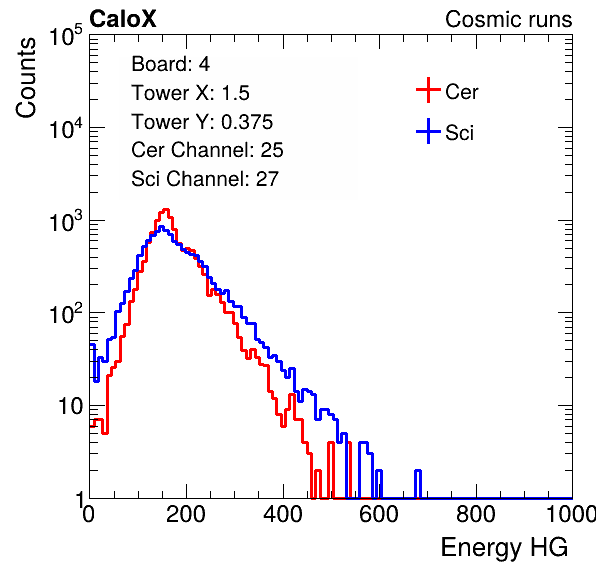 CaloX Cosmic runs
Counts
Board: 4
Tower X: 1.5
Tower Y: 0.375
Cer Channel: 25
Sci Channel: 27
Cer
Sci
10^5
10^4
10^3
10^2
10
1
0 200 400 600 800 1000
Energy HG